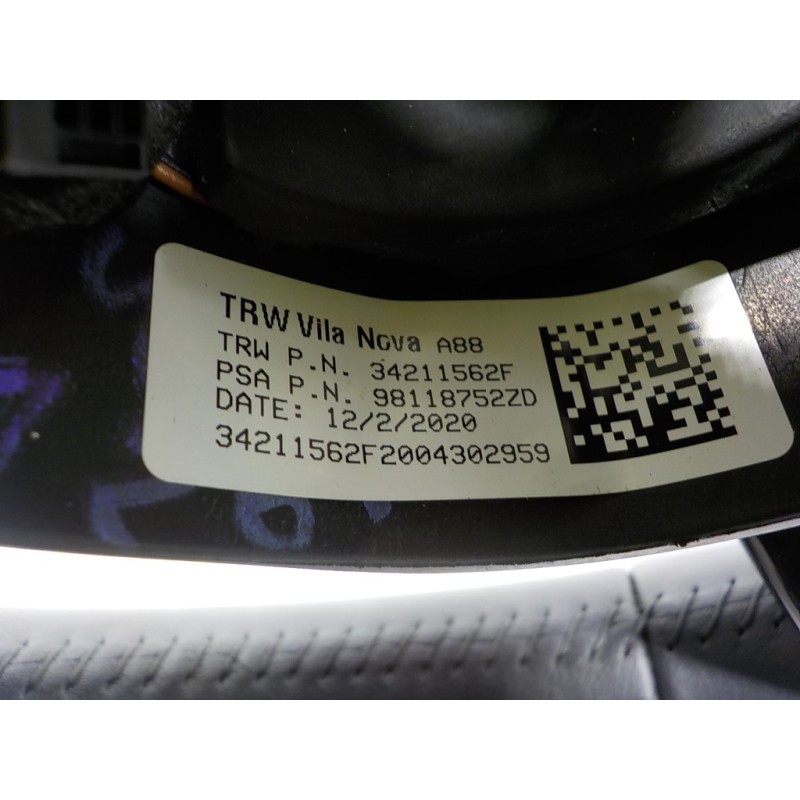 TRW Vila Nova A88
TRW P.N. 34211562F
PSA P.N. 98118752ZD
DATE: 12/2/2020
34211562F2004302959